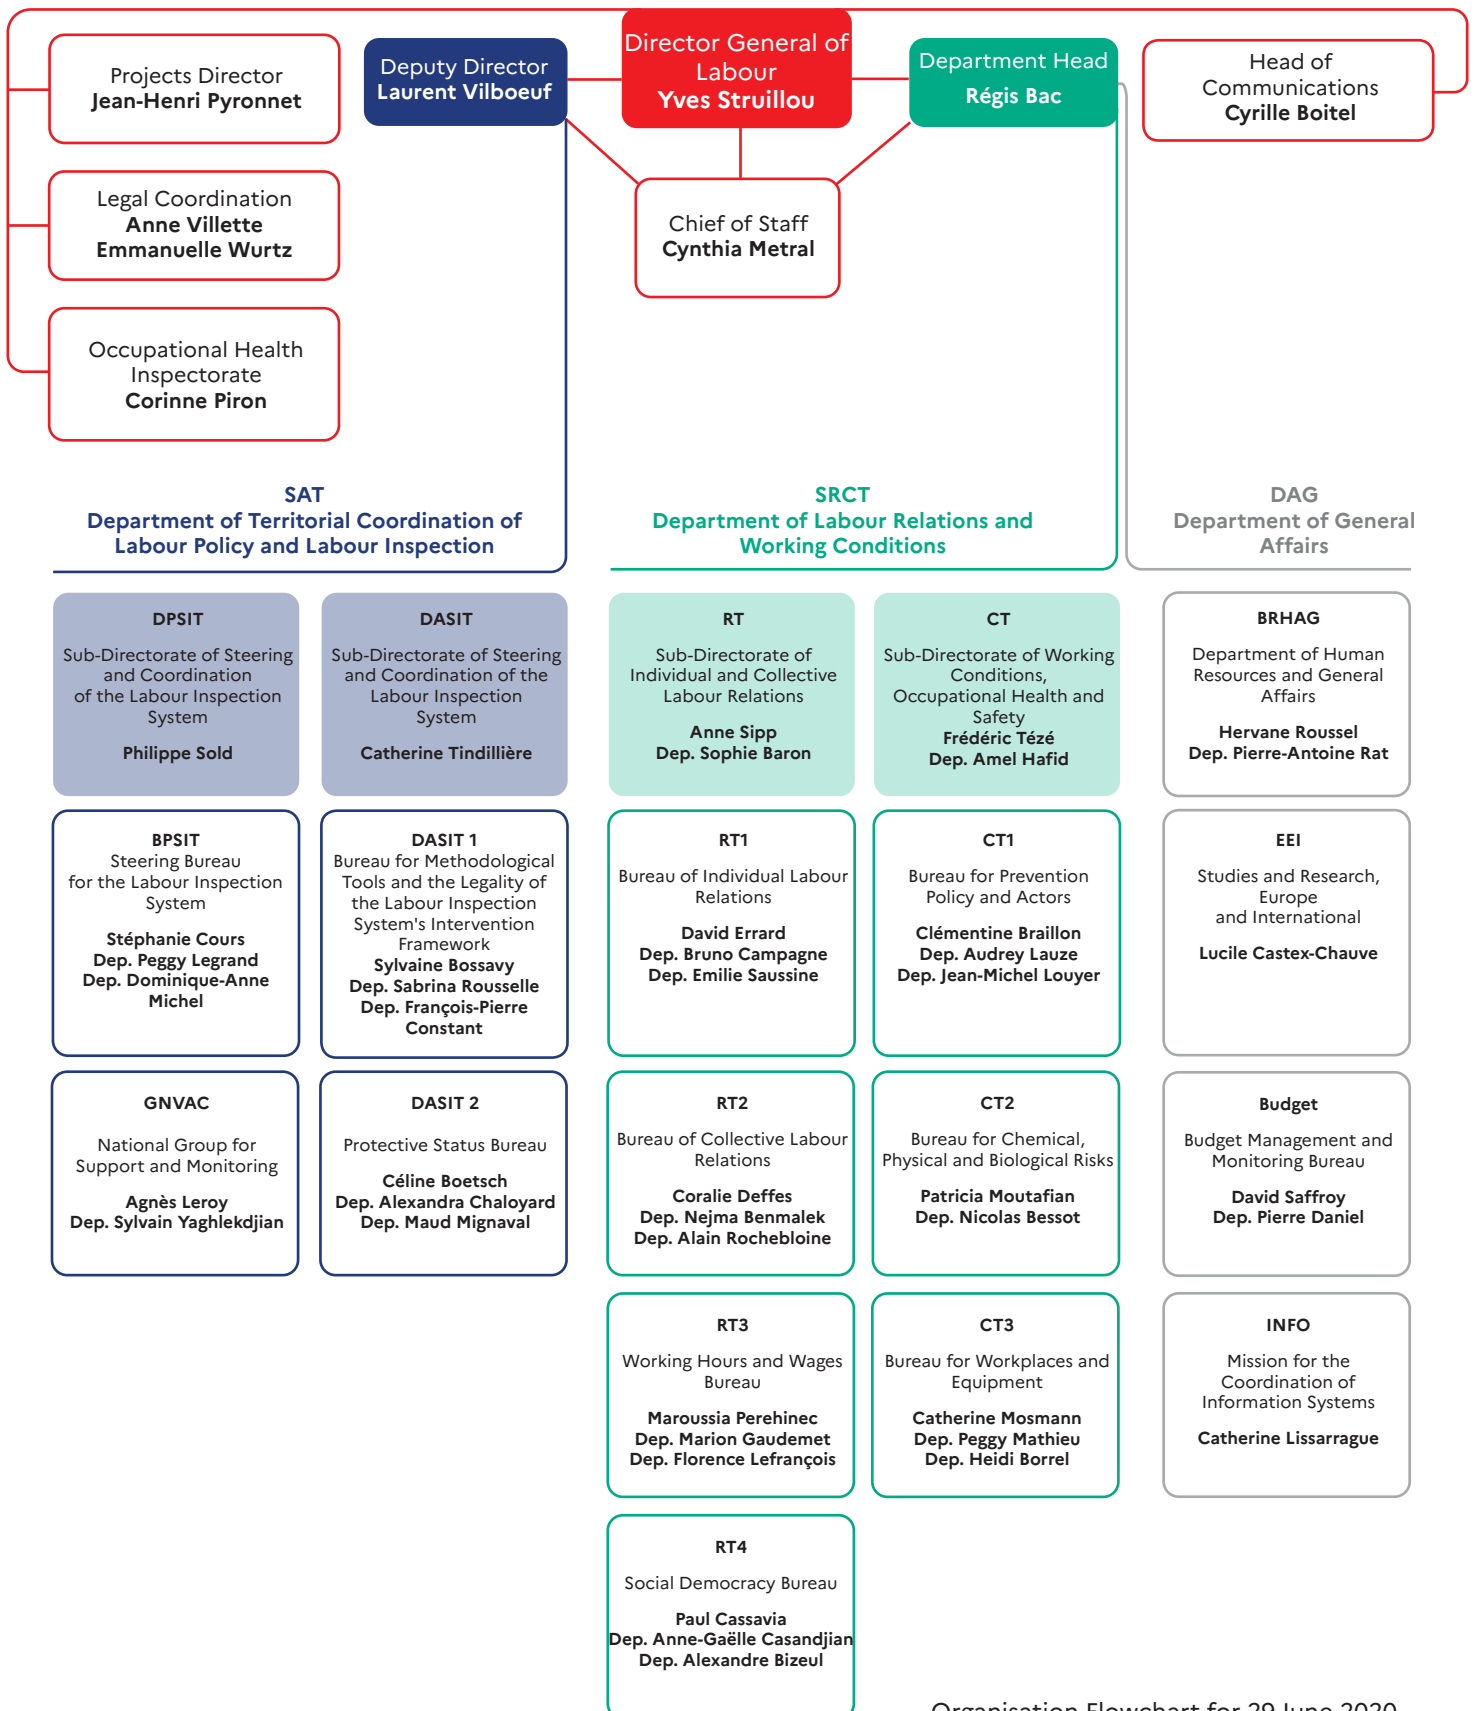 Projects Director
Jean-Henri Pyronnet
Deputy Director
Laurent Vilboeuf
Director General of
Labour
Yves Struillou
Department Head
Régis Bac
Head of
Communications
Cyrille Boitel
Legal Coordination
Anne Villette
Emmanuelle Wurtz
Chief of Staff
Cynthia Metral
Occupational Health
Inspectorate
Corinne Piron
SAT
Department of Territorial Coordination of
Labour Policy and Labour Inspection
SRCT
Department of Labour Relations and
Working Conditions
DAG
Department of General
Affairs
DPSIT
Sub-Directorate of Steering
and Coordination
of the Labour Inspection
System
Philippe Sold
DASIT
Sub-Directorate of Steering
and Coordination of the
Labour Inspection
System
Catherine Tindillière
RT
Sub-Directorate of
Individual and Collective
Labour Relations
Anne Sipp
Dep. Sophie Baron
CT
Sub-Directorate of Working
Conditions,
Occupational Health and
Safety
Frédéric Tézé
Dep. Amel Hafid
BRHAG
Department of Human
Resources and General
Affairs
Hervane Roussel
Dep. Pierre-Antoine Rat
BPSIT
Steering Bureau
for the Labour Inspection
System
Stéphanie Cours
Dep. Peggy Legrand
Dep. Dominique-Anne
Michel
DASIT 1
Bureau for Methodological
Tools and the Legality of
the Labour Inspection
System's Intervention
Framework
Sylvaine Bossavy
Dep. Sabrina Rousselle
Dep. François-Pierre
Constant
RT1
Bureau of Individual Labour
Relations
David Errard
Dep. Bruno Campagne
Dep. Emilie Saussine
CT1
Bureau for Prevention
Policy and Actors
Clémentine Braillon
Dep. Audrey Lauze
Dep. Jean-Michel Louyer
EEI
Studies and Research,
Europe
and International
Lucile Castex-Chauve
GNVAC
National Group for
Support and Monitoring
Agnès Leroy
Dep. Sylvain Yaghlekdjian
DASIT 2
Protective Status Bureau
Céline Boetsch
Dep. Alexandra Chaloyard
Dep. Maud Mignaval
RT2
Bureau of Collective Labour
Relations
Coralie Deffes
Dep. Nejma Benmalek
Dep. Alain Rochebloine
CT2
Bureau for Chemical,
Physical and Biological Risks
Patricia Moutafian
Dep. Nicolas Bessot
Budget
Budget Management and
Monitoring Bureau
David Saffroy
Dep. Pierre Daniel
RT3
Working Hours and Wages
Bureau
Maroussia Perehinec
Dep. Marion Gaudemet
Dep. Florence Lefrançois
CT3
Bureau for Workplaces and
Equipment
Catherine Mosmann
Dep. Peggy Mathieu
Dep. Heidi Borrel
INFO
Mission for the
Coordination of
Information Systems
Catherine Lissarrague
RT4
Social Democracy Bureau
Paul Cassavia
Dep. Anne-Gaëlle Casandjian
Dep. Alexandre Bizeul
Organisation Flowchart for 29 June 2020